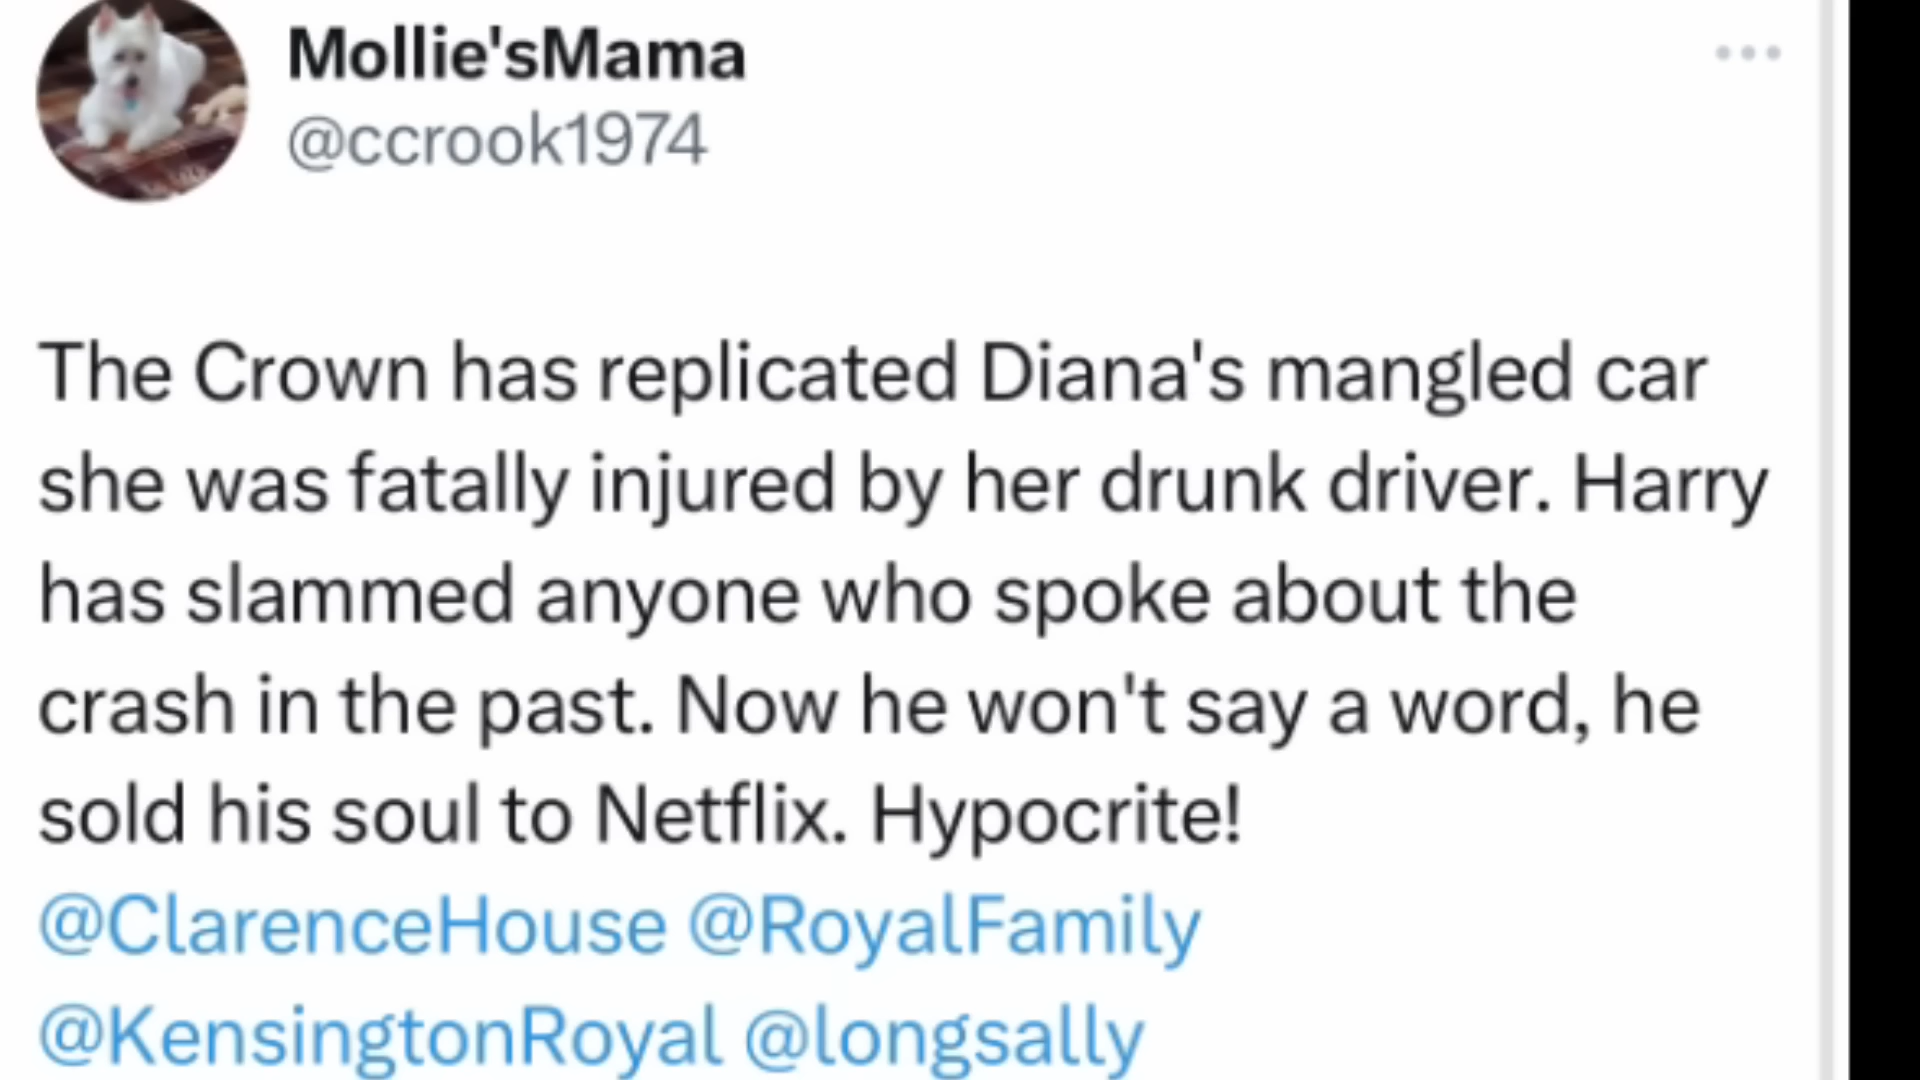 Mollie'sMama
@ccrook1974
The Crown has replicated Diana's mangled car
she was fatally injured by her drunk driver. Harry
has slammed anyone who spoke about the
crash in the past. Now he won't say a word, he
sold his soul to Netflix. Hypocrite!
@ClarenceHouse @RoyalFamily
@KensingtonRoyal @longsally